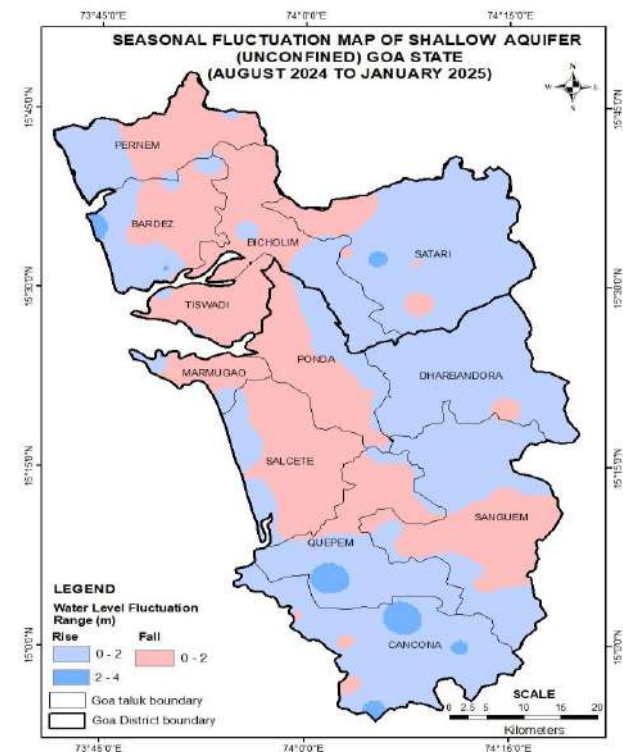 73°45'0"E 74°0'0"E 74°15'0"E
SEASONAL FLUCTUATION MAP OF SHALLOW AQUIFER
(UNCONFINED) GOA STATE
(AUGUST 2024 TO JANUARY 2025)
N
W E
S
15°45'0"N 15°45'0"N
PERNEM
BARDEZ
BICHOLIM
SATARI
15°30'0"N 15°30'0"N
TISWADI
PONDA
MARMUGAO
DHARBANDORA
SALCETE
15°15'0"N 15°15'0"N
SANGUEM
QUEPEM
LEGEND
Water Level Fluctuation
Range (m)
Rise Fall
0 - 2 0 - 2
2 - 4
15°0'0"N 15°0'0"N
CANCONA
Goa taluk boundary
Goa District boundary
SCALE
0 2.5 5 10 15 20
Kilometers
73°45'0"E 74°0'0"E 74°15'0"E